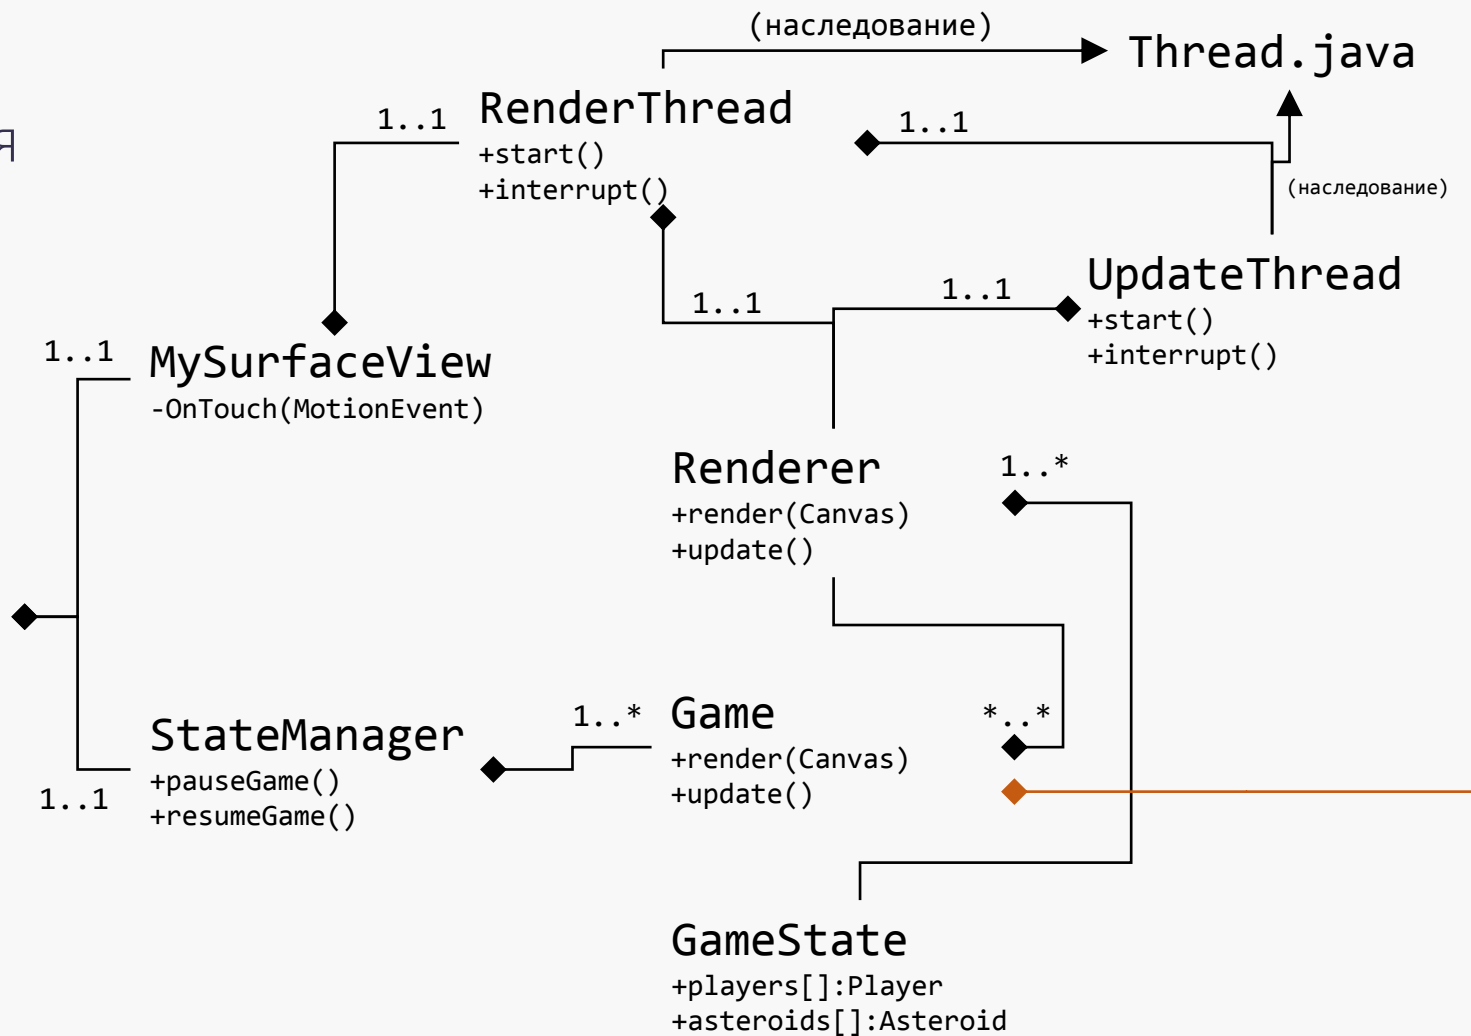 (наследование)
Thread.java
я
1..1
RenderThread
+start()
+interrupt()
1..1
(наследование)
1..1
1..1
UpdateThread
+start()
+interrupt()
1..1
MySurfaceView
-OnTouch(MotionEvent)
Renderer
+render(Canvas)
+update()
1..*
1..1
StateManager
+pauseGame()
+resumeGame()
1..*
Game
+render(Canvas)
+update()
*..*
GameState
+players[]:Player
+asteroids[]:Asteroid